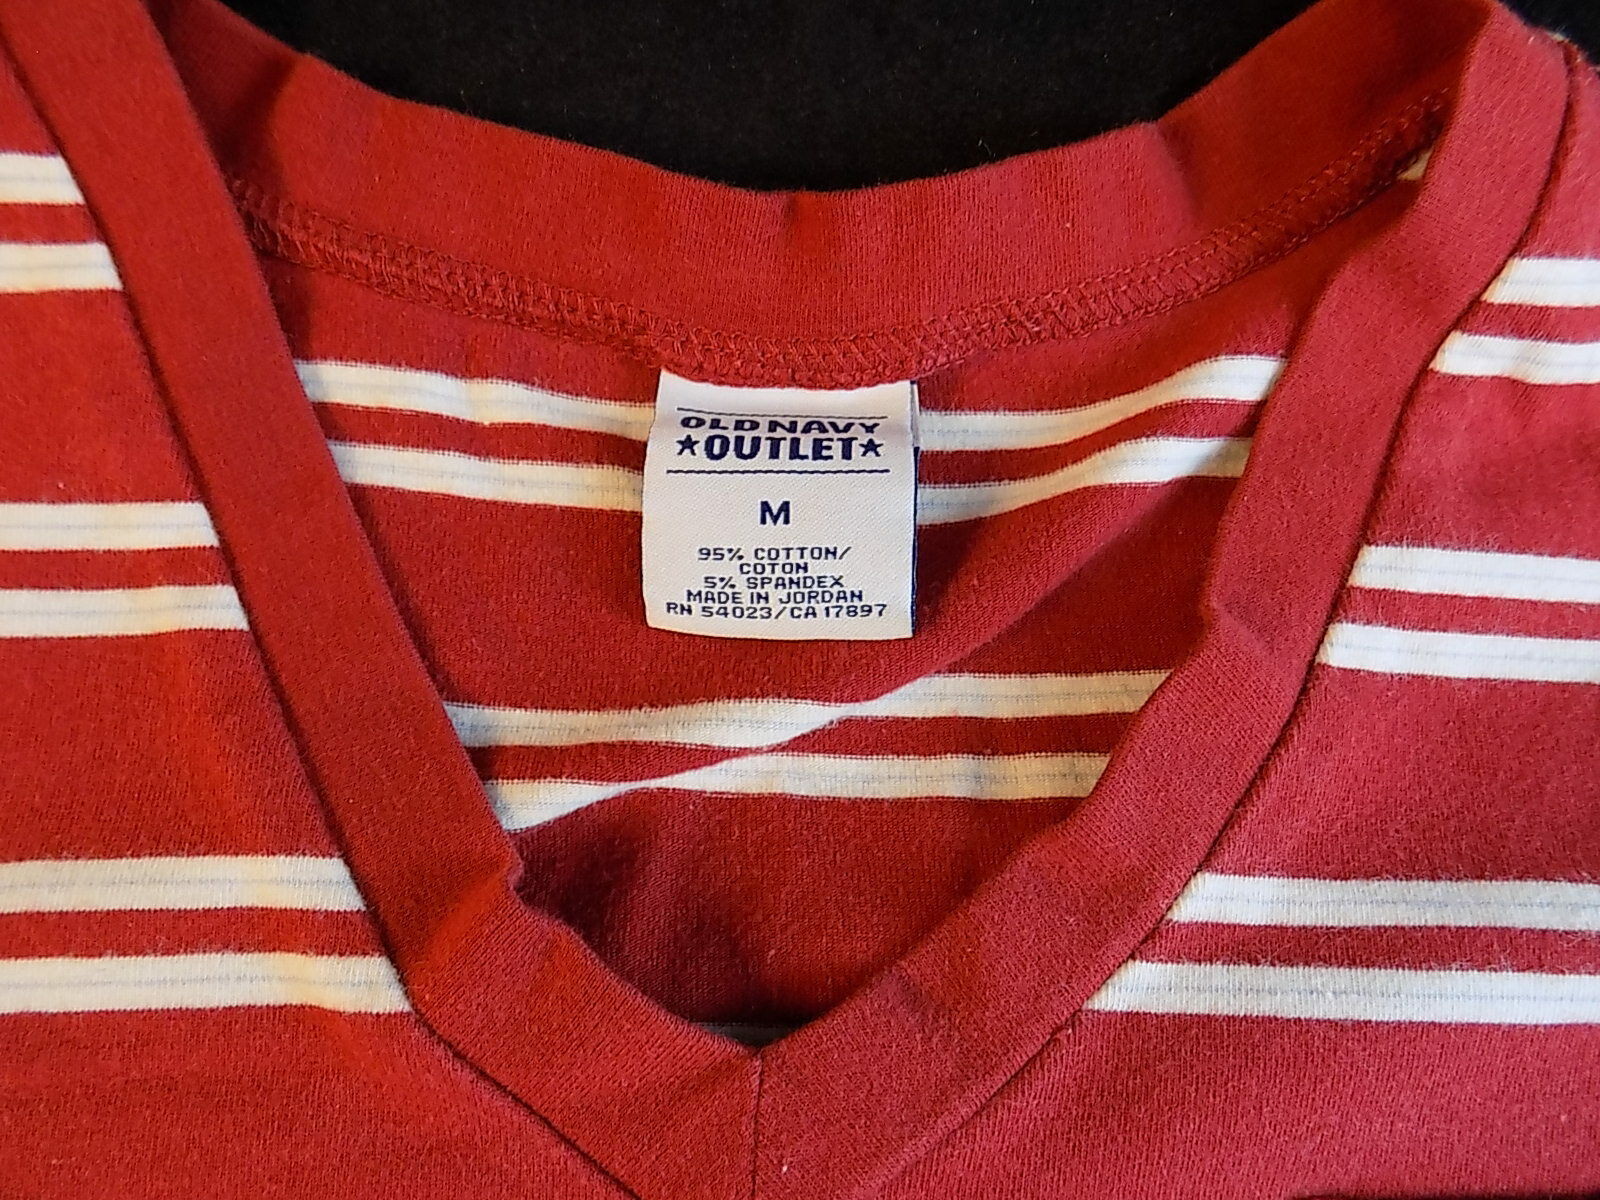 OLD NAVY
★OUTLET★
M
95% COTTON/
COTON
5% SPANDEX
MADE IN JORDAN
RN 54023/CA 17897